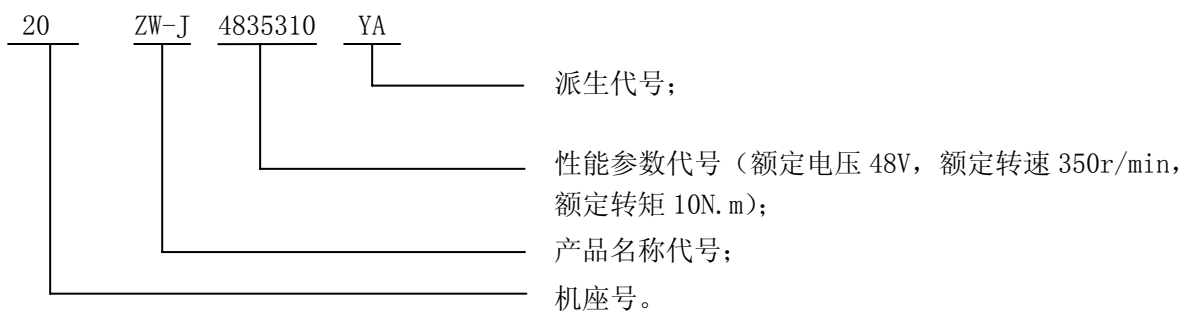 20 ZW-J 4835310 YA
派生代号；
性能参数代号（额定电压 48V，额定转速 350r/min，
额定转矩 10N.m）；
产品名称代号；
机座号。